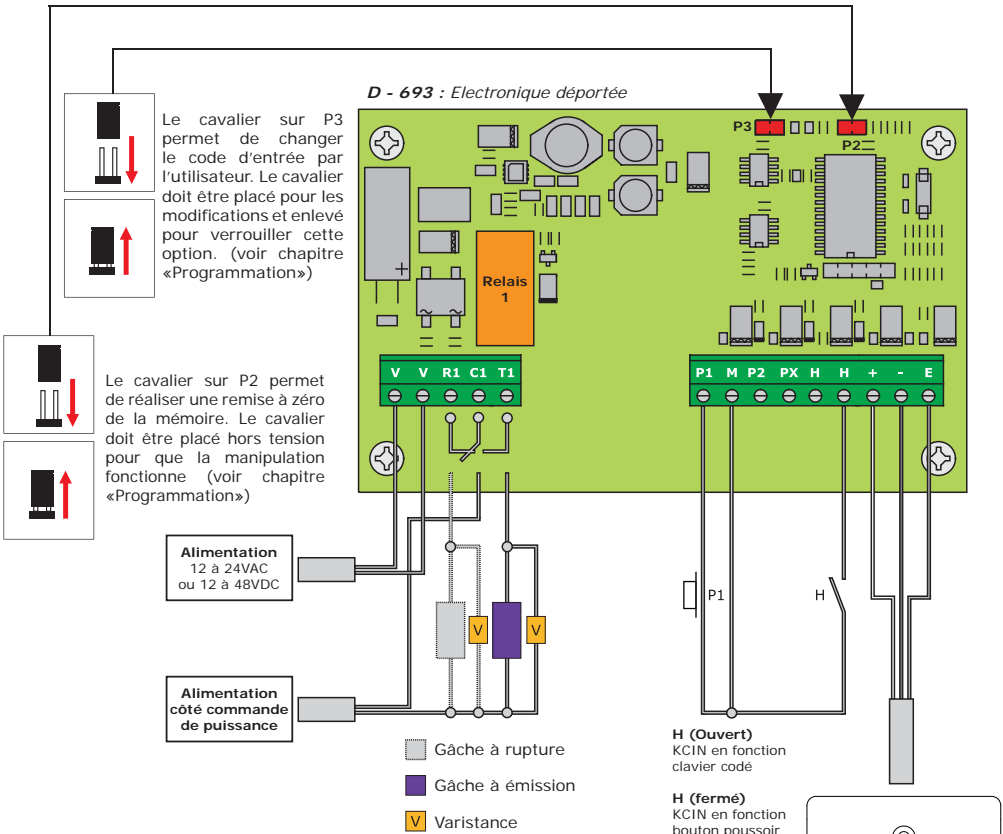 D - 693 : Electronique déportée
Le cavalier sur P3
permet de changer
le code d'entrée par
l'utilisateur. Le cavalier
doit être placé pour les
modifications et enlevé
pour verrouiller cette
option. (voir chapitre
«Programmation»)
P3
P2
Relais
1
+
Le cavalier sur P2 permet
de réaliser une remise à zéro
de la mémoire. Le cavalier
doit être placé hors tension
pour que la manipulation
fonctionne (voir chapitre
«Programmation»)
V V R1 C1 T1
P1 M P2 PX H H + - E
Alimentation
12 à 24VAC
ou 12 à 48VDC
P1
H
V
V
Alimentation
côté commande
de puissance
Gâche à rupture
Gâche à émission
V Varistance
H (Ouvert)
KCIN en fonction
clavier codé
H (fermé)
KCIN en fonction
bouton poussoir